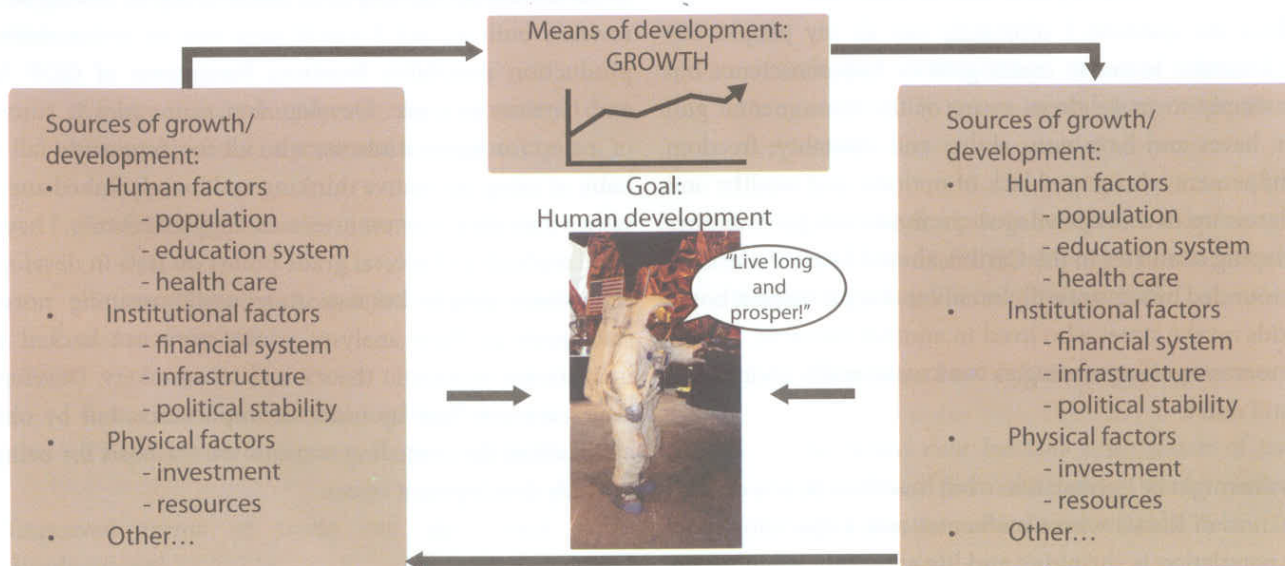 Means of development:
GROWTH
Sources of growth/
development:
• Human factors
- population
- education system
- health care
• Institutional factors
- financial system
- infrastructure
- political stability
• Physical factors
- investment
- resources
• Other…
Goal:
Human development
"Live long
and
prosper!"
Sources of growth/
development:
• Human factors
- population
- education system
- health care
• Institutional factors
- financial system
- infrastructure
- political stability
• Physical factors
- investment
- resources
• Other…